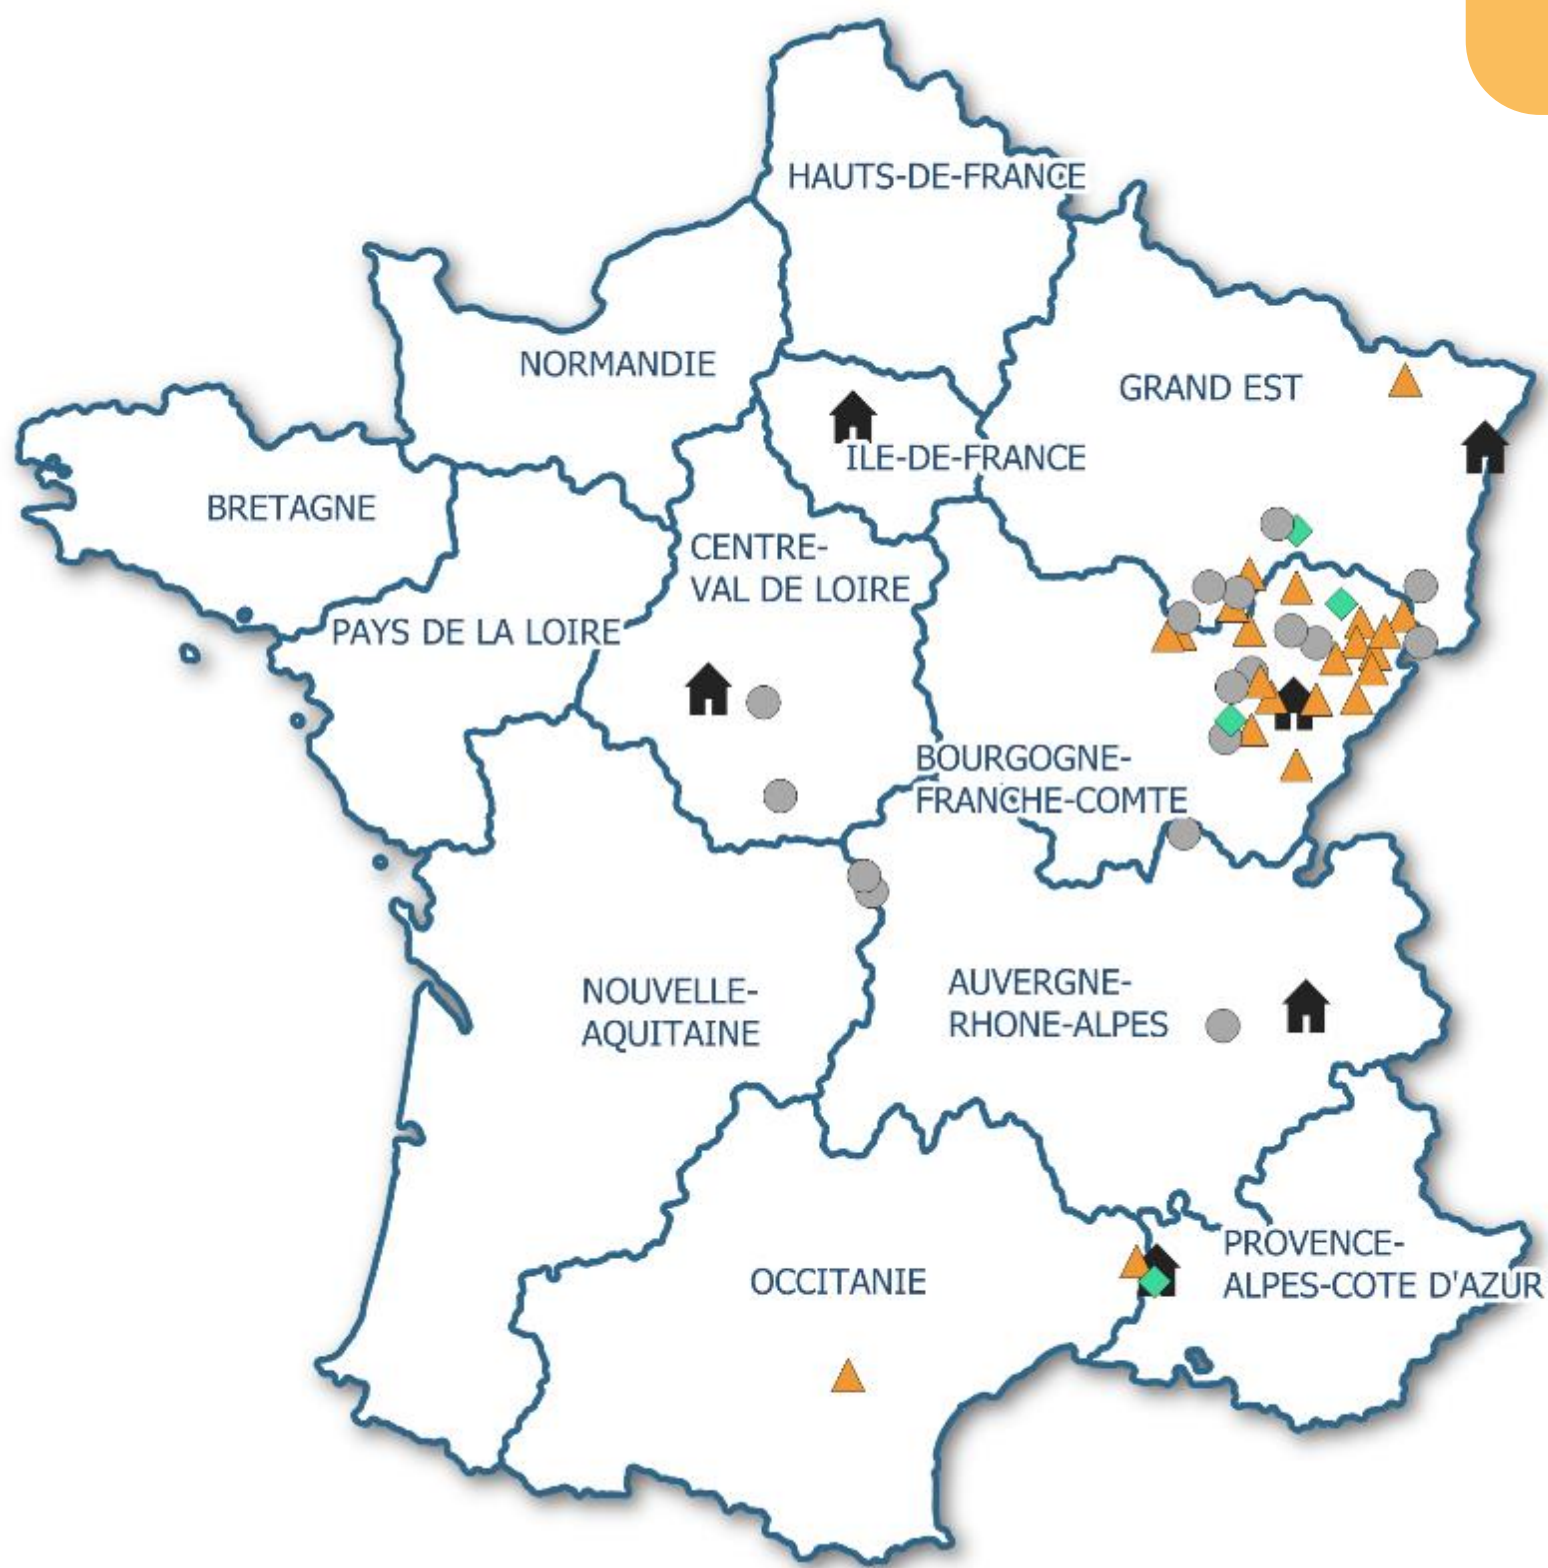 HAUTS-DE-FRANCE
NORMANDIE
GRAND EST
ILE-DE-FRANCE
BRETAGNE
CENTRE-
VAL DE LOIRE
PAYS DE LA LOIRE
BOURGOGNE-
FRANCHE-COMTE
NOUVELLE-
AQUITAINE
AUVERGNE-
RHONE-ALPES
OCCITANIE
PROVENCE-
ALPES-COTE D'AZUR